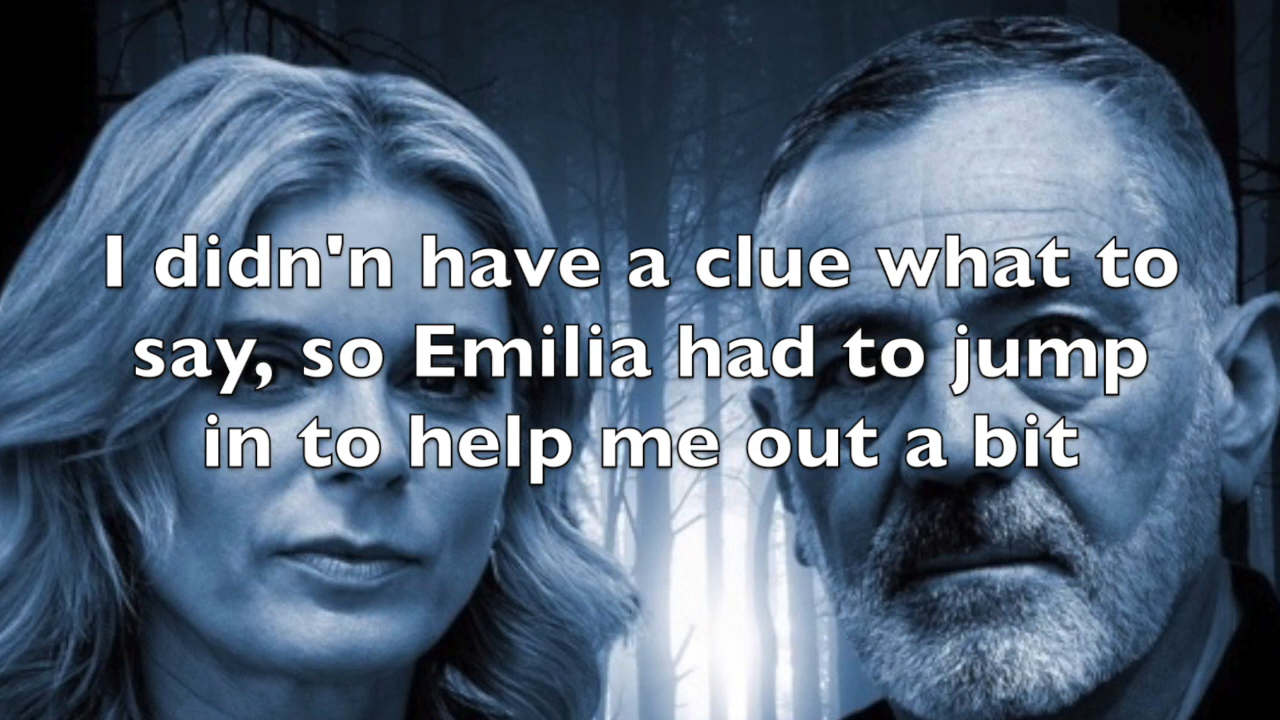 I didn'n have a clue what to
say, so Emilia had to jump
in to help me out a bit